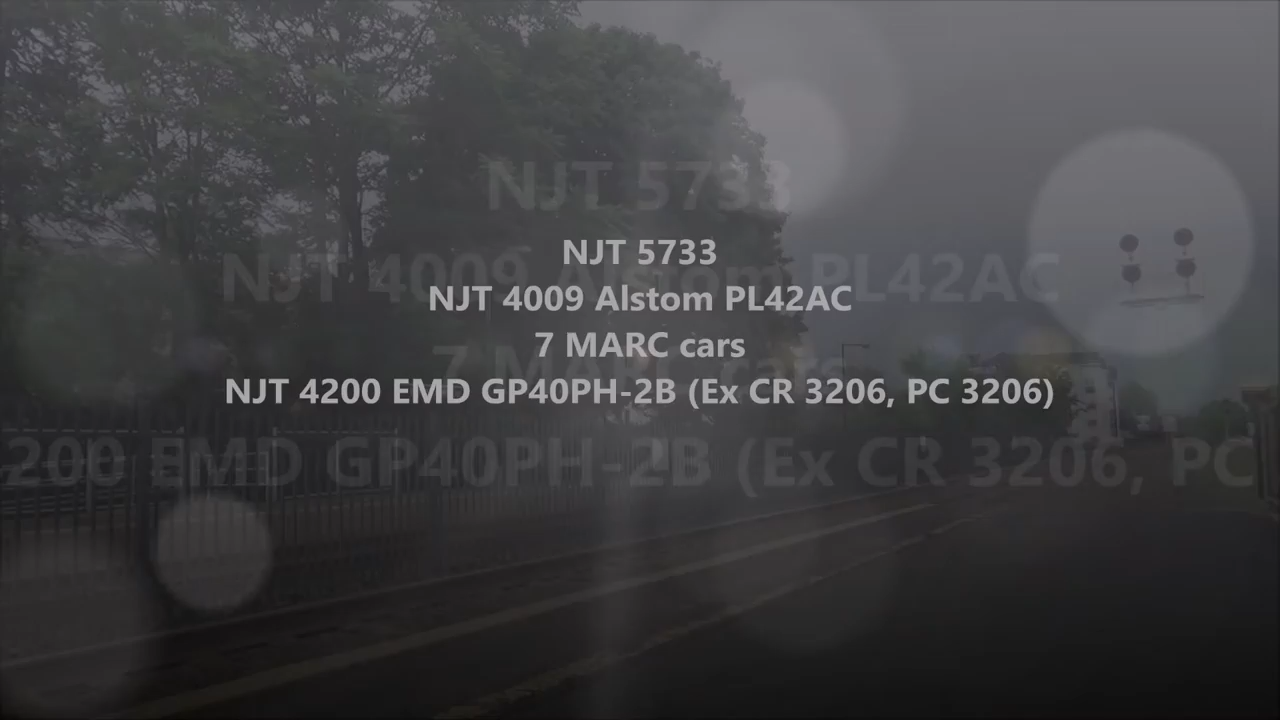 NJT 5733
NJT 4009 Alstom PL42AC
7 MARC cars
NJT 4200 EMD GP40PH-2B (Ex CR 3206, PC 3206)